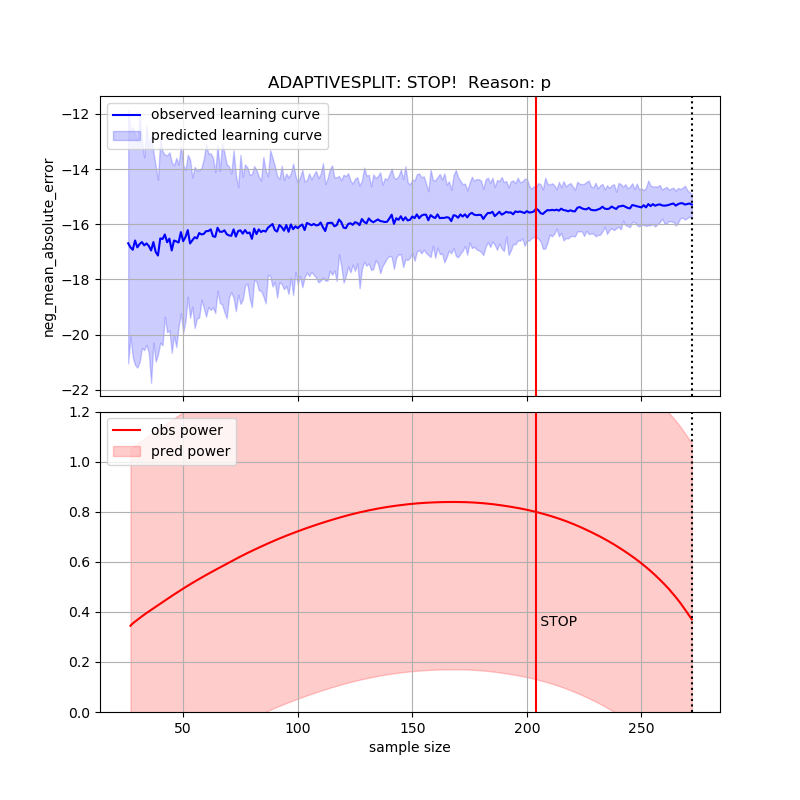 ADAPTIVESPLIT: STOP!  Reason: p
observed learning curve
predicted learning curve
neg_mean_absolute_error
−12
−14
−16
−18
−20
−22
obs power
pred power
1.2
1.0
0.8
0.6
0.4
0.2
0.0
STOP
50
100
150
200
250
sample size